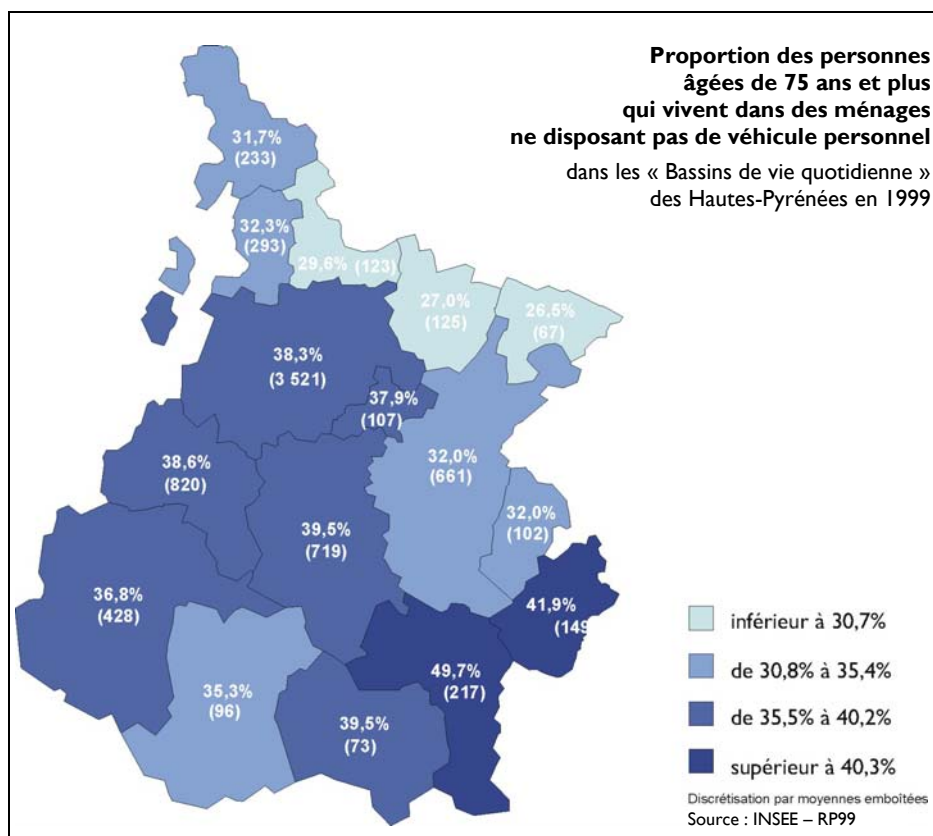 Proportion des personnes
âgées de 75 ans et plus
qui vivent dans des ménages
ne disposant pas de véhicule personnel
dans les « Bassins de vie quotidienne »
des Hautes-Pyrénées en 1999
31,7%
(233)
32,3%
(293)
29,6% (123)
27,0%
(125)
26,5%
(67)
38,3%
(3 521)
37,9%
(107)
38,6%
(820)
32,0%
(661)
39,5%
(719)
32,0%
(102)
36,8%
(428)
41,9%
(149
49,7%
(217)
35,3%
(96)
39,5%
(73)
inférieur à 30,7%
de 30,8% à 35,4%
de 35,5% à 40,2%
supérieur à 40,3%
Discrétisation par moyennes emboîtées
Source : INSEE – RP99